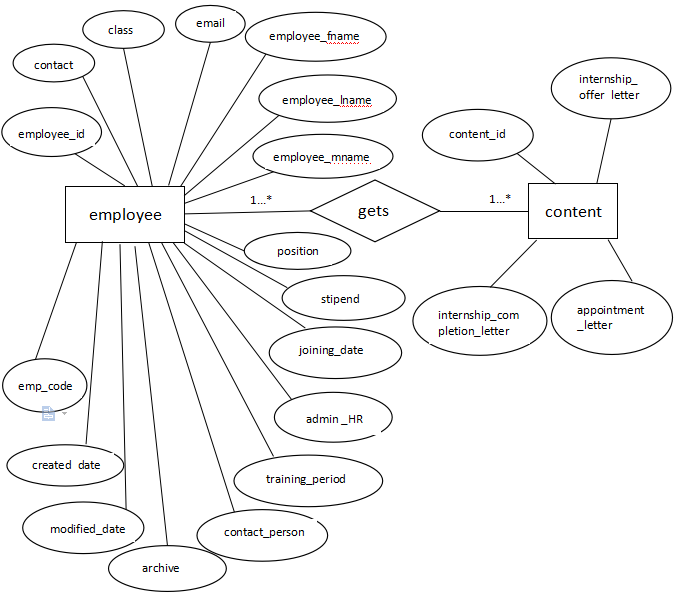 email
class
employee_fname
contact
internship_
offer letter
employee_lname
employee_id
content_id
employee_mname
1...*
1...*
employee
gets
content
position
stipend
internship_com
pletion_letter
appointment
_letter
joining_date
emp_code
admin _HR
created date
training_period
modified_date
contact_person
archive